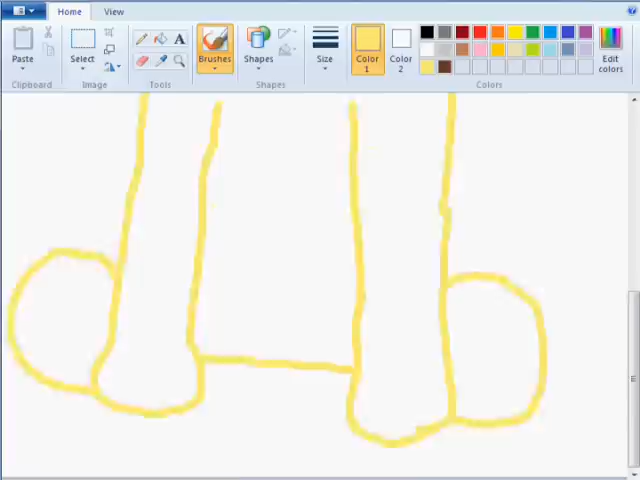 Home View
Paste Select Brushes Shapes Size Color 1 Color 2 Edit colors
Clipboard Image Tools Shapes Colors
A